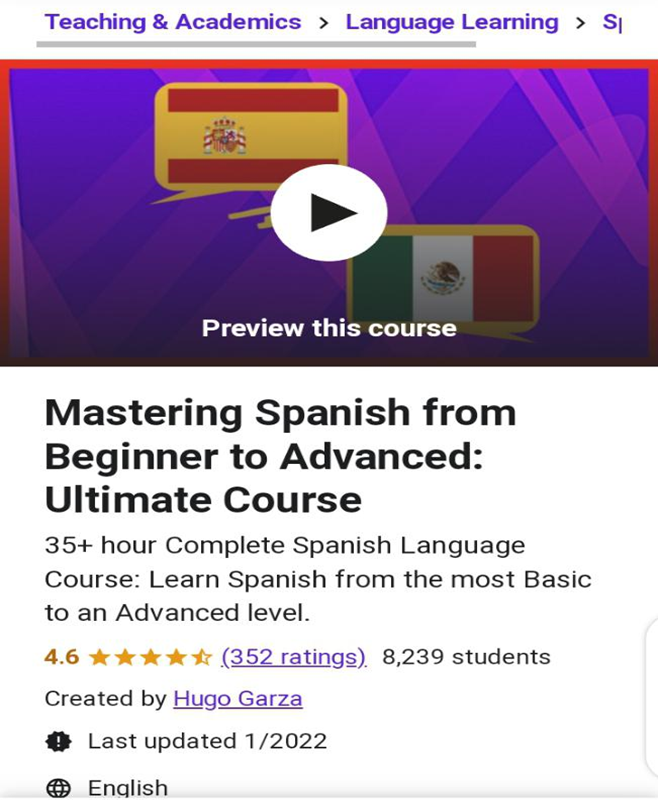 Teaching & Academics > Language Learning >
Preview this course
Mastering Spanish from
Beginner to Advanced:
Ultimate Course
35+ hour Complete Spanish Language
Course: Learn Spanish from the most Basic
to an Advanced level.
4.6 (352 ratings) 8,239 students
Created by Hugo Garza
Last updated 1/2022
English